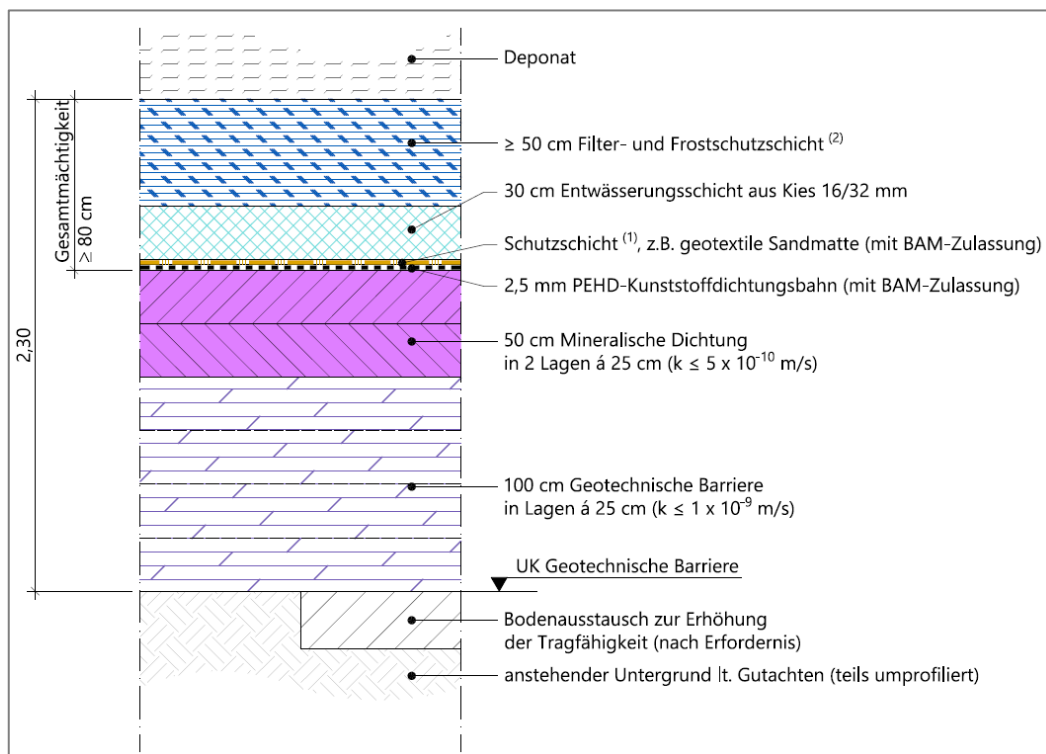 Deponat
Gesamtmächtigkeit
≥ 80 cm
2,30
≥ 50 cm Filter- und Frostschutzschicht (2)
30 cm Entwässerungsschicht aus Kies 16/32 mm
Schutzschicht (1), z.B. geotextile Sandmatte (mit BAM-Zulassung)
2,5 mm PEHD-Kunststoffdichtungsbahn (mit BAM-Zulassung)
50 cm Mineralische Dichtung
in 2 Lagen á 25 cm (k ≤ 5 x 10⁻¹⁰ m/s)
100 cm Geotechnische Barriere
in Lagen á 25 cm (k ≤ 1 x 10⁻⁹ m/s)
UK Geotechnische Barriere
Bodenausstausch zur Erhöhung
der Tragfähigkeit (nach Erfordernis)
anstehender Untergrund lt. Gutachten (teils umprofiliert)